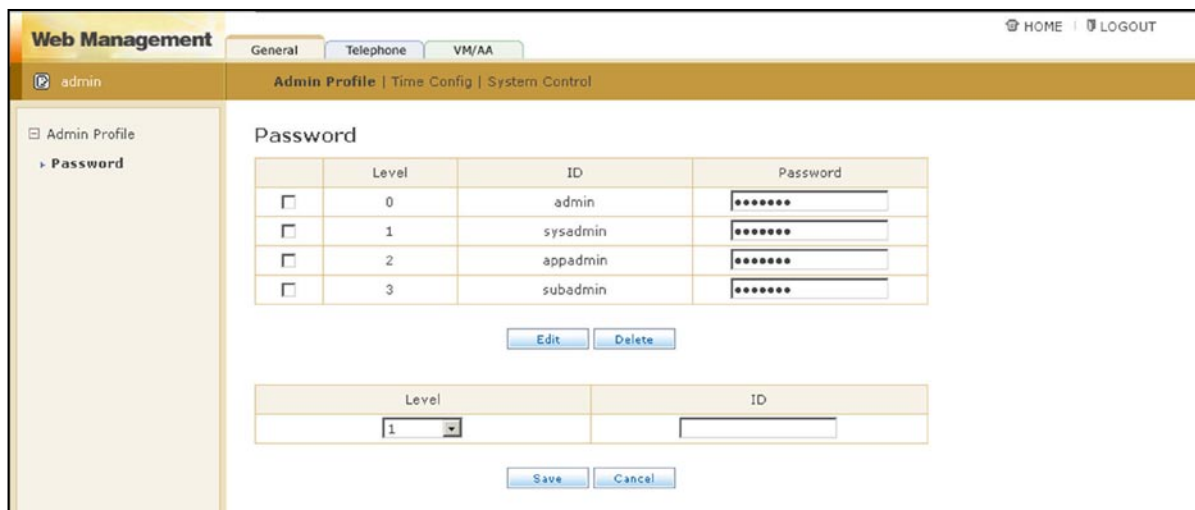 Web Management
General Telephone VM/AA
HOME | LOGOUT
admin
Admin Profile | Time Config | System Control
Admin Profile
Password
Password
Level ID Password
0 admin •••••••
1 sysadmin •••••••
2 appadmin •••••••
3 subadmin •••••••
Edit Delete
Level ID
1
Save Cancel